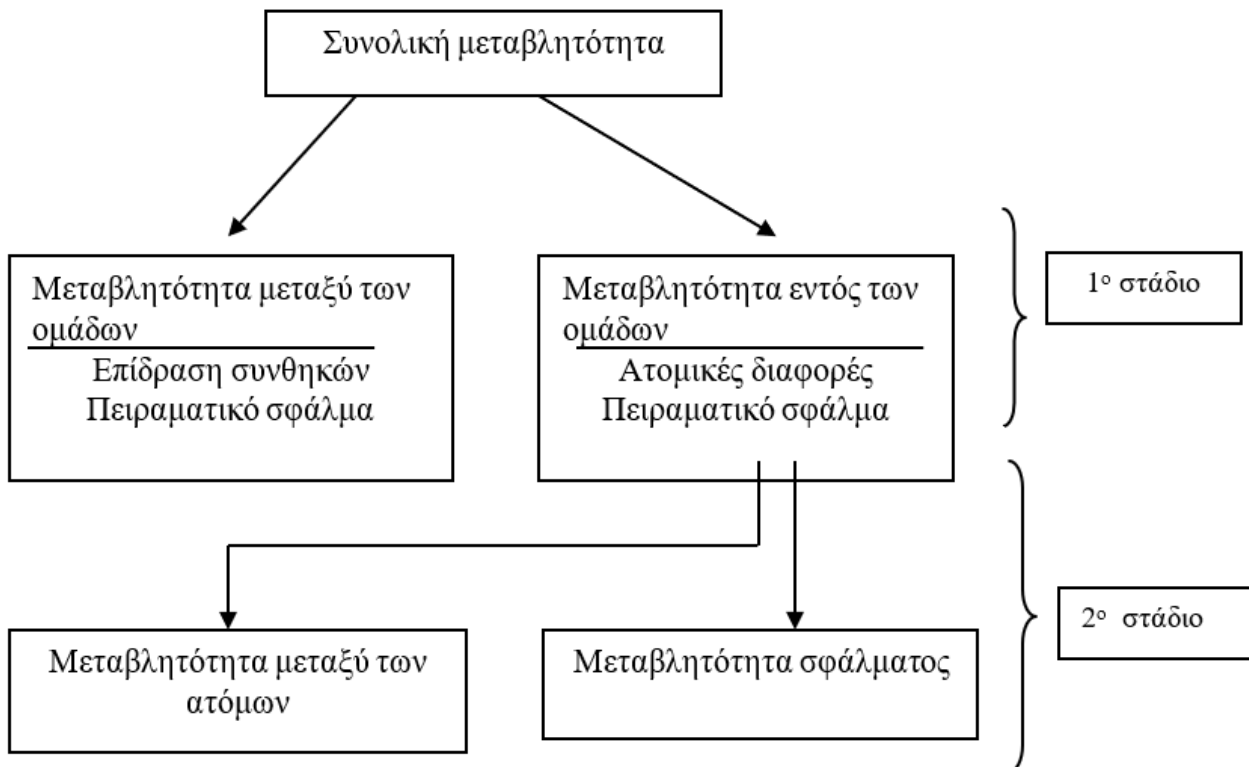 Συνολική μεταβλητότητα
Μεταβλητότητα μεταξύ των
ομάδων
Επίδραση συνθηκών
Πειραματικό σφάλμα
Μεταβλητότητα εντός των
ομάδων
Ατομικές διαφορές
Πειραματικό σφάλμα
1ο στάδιο
Μεταβλητότητα μεταξύ των
ατόμων
Μεταβλητότητα σφάλματος
2ο στάδιο